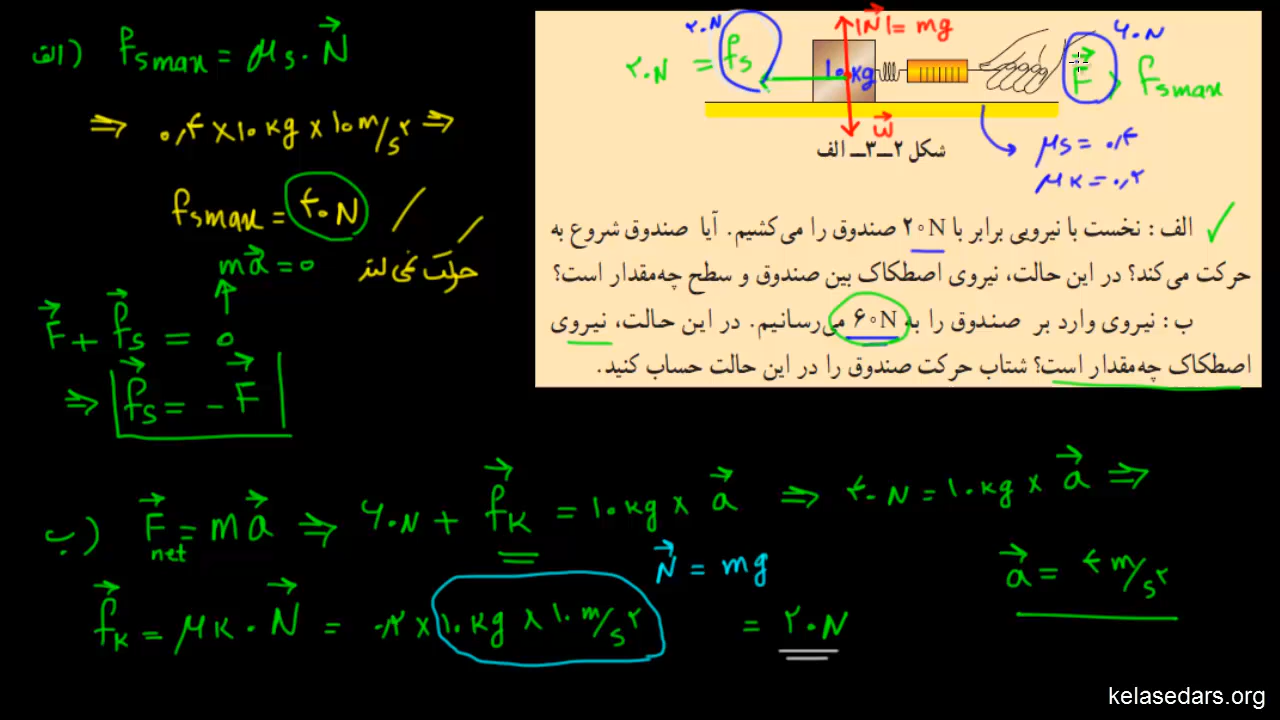 الف) fsmax = μs · N
⇒ ۰,۴ × ۱۰ kg × ۱۰ m/s² ⇒
fsmax = ۴۰ N
حرکت نمی کند
ma = ۰
F + fs = ۰
⇒ fs = - F
|N| = mg
۲۰N
۲۰N = fs
۱۰kg
۶۰N
F > fsmax
W
μs = ۰,۴
μK = ۰,۲
شکل ۲ــ۳ــ الف
الف : نخست با نیرویی برابر با ۲۰N صندوق را می‌کشیم. آیا صندوق شروع به
حرکت می‌کند؟ در این حالت، نیروی اصطکاک بین صندوق و سطح چه‌مقدار است؟
ب : نیروی وارد بر صندوق را به ۶۰N می‌رسانیم. در این حالت، نیروی
اصطکاک چه‌مقدار است؟ شتاب حرکت صندوق را در این حالت حساب کنید.
ب) Fnet = ma ⇒ ۶۰N + fK = ۱۰kg × a ⇒ ۴۰N = ۱۰kg × a ⇒
N = mg
a = ۴ m/s²
fK = μK · N = ۰,۲ × ۱۰ kg × ۱۰ m/s² = ۲۰N
kelasedars.org